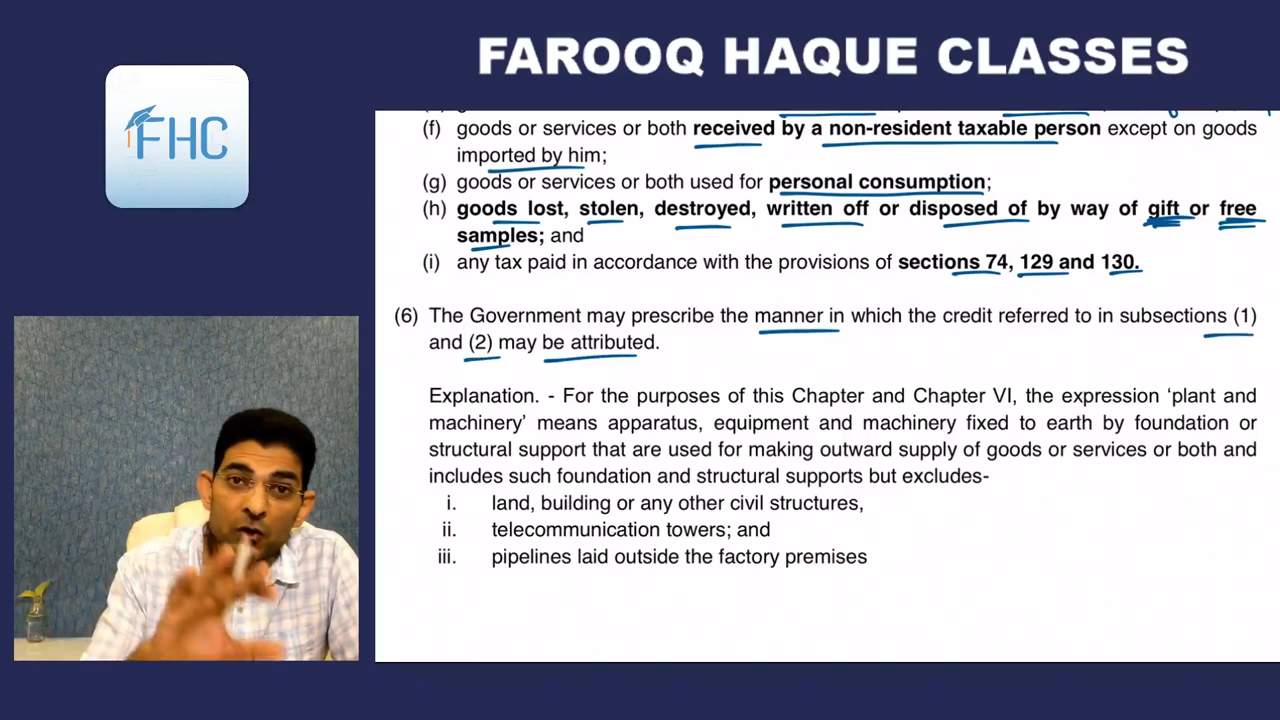 FAROOQ HAQUE CLASSES
FHC
(f) goods or services or both received by a non-resident taxable person except on goods
imported by him;
(g) goods or services or both used for personal consumption;
(h) goods lost, stolen, destroyed, written off or disposed of by way of gift or free
samples; and
(i) any tax paid in accordance with the provisions of sections 74, 129 and 130.
(6) The Government may prescribe the manner in which the credit referred to in subsections (1)
and (2) may be attributed.
Explanation. - For the purposes of this Chapter and Chapter VI, the expression ‘plant and
machinery’ means apparatus, equipment and machinery fixed to earth by foundation or
structural support that are used for making outward supply of goods or services or both and
includes such foundation and structural supports but excludes-
i. land, building or any other civil structures,
ii. telecommunication towers; and
iii. pipelines laid outside the factory premises